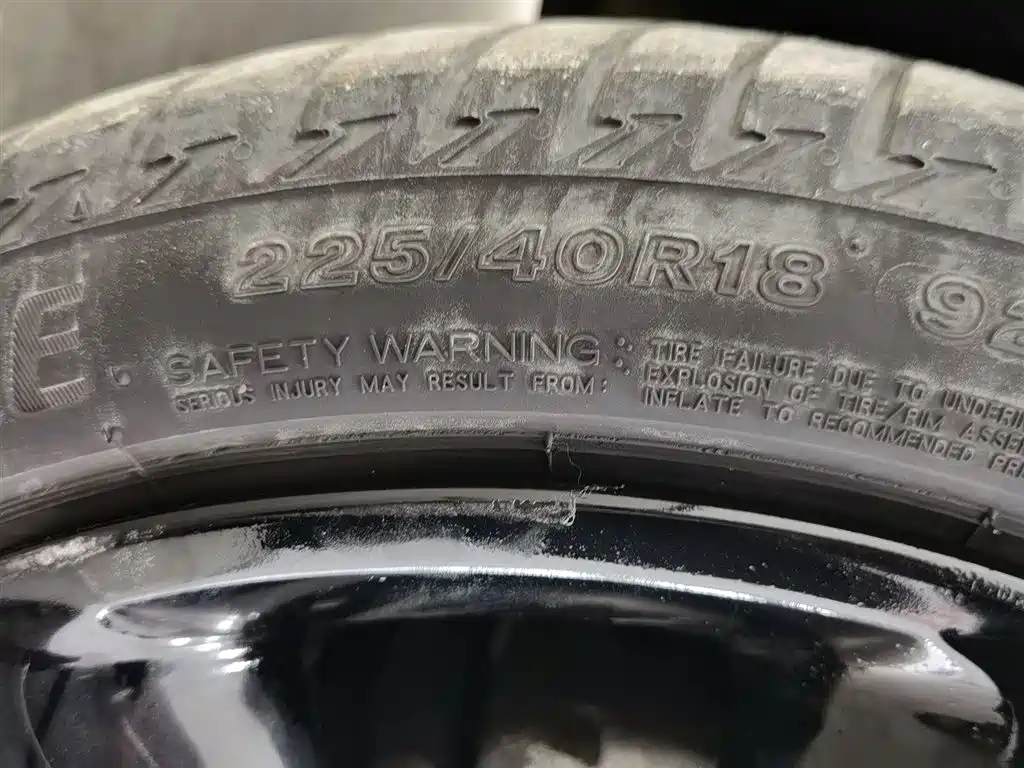 E
225/40R18 92
SAFETY WARNING:
SERIOUS INJURY MAY RESULT FROM:
TIRE FAILURE DUE TO
EXPLOSION OF TIRE/RIM
INFLATE TO RECOMMENDED